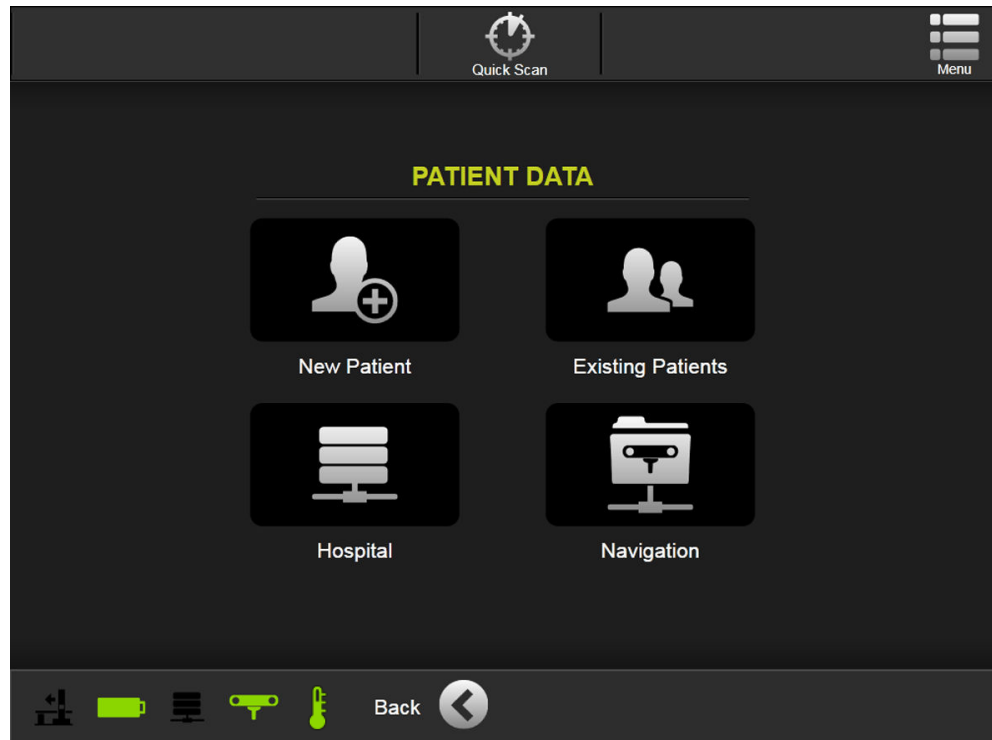 Quick Scan
Menu
PATIENT DATA
New Patient
Existing Patients
Hospital
Navigation
Back